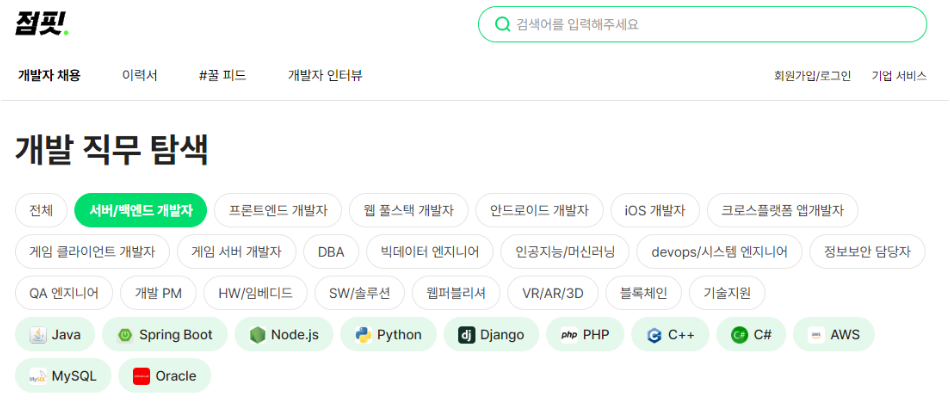 점핏!
검색어를 입력해주세요
개발자 채용 이력서 #꿀 피드 개발자 인터뷰 회원가입/로그인 기업 서비스
개발 직무 탐색
전체 서버/백엔드 개발자 프론트엔드 개발자 웹 풀스택 개발자 안드로이드 개발자 iOS 개발자 크로스플랫폼 앱개발자
게임 클라이언트 개발자 게임 서버 개발자 DBA 빅데이터 엔지니어 인공지능/머신러닝 devops/시스템 엔지니어 정보보안 담당자
QA 엔지니어 개발 PM HW/임베디드 SW/솔루션 웹퍼블리셔 VR/AR/3D 블록체인 기술지원
Java Spring Boot Node.js Python dj Django php PHP C++ C# C# AWS
MySQL MySQL Oracle